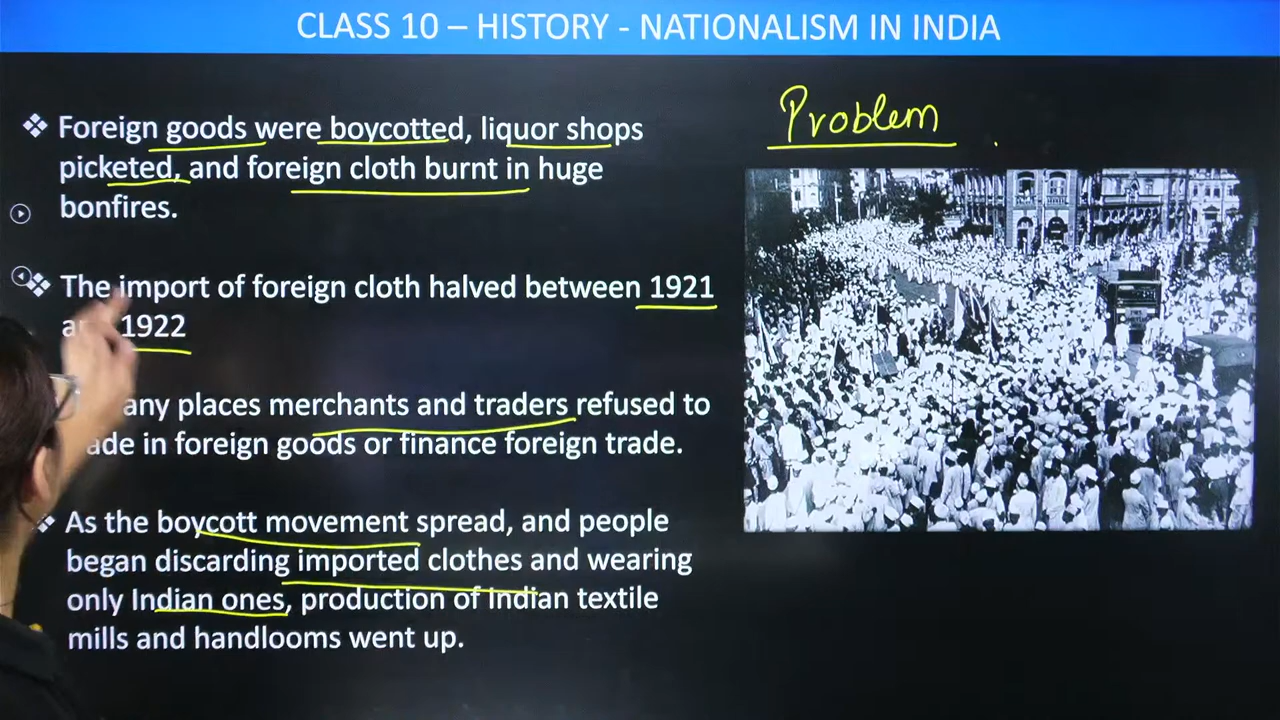 CLASS 10 – HISTORY - NATIONALISM IN INDIA
Problem
❖ Foreign goods were boycotted, liquor shops
picketed, and foreign cloth burnt in huge
bonfires.
❖ The import of foreign cloth halved between 1921
1922
any places merchants and traders refused to
ade in foreign goods or finance foreign trade.
❖ As the boycott movement spread, and people
began discarding imported clothes and wearing
only Indian ones, production of Indian textile
mills and handlooms went up.